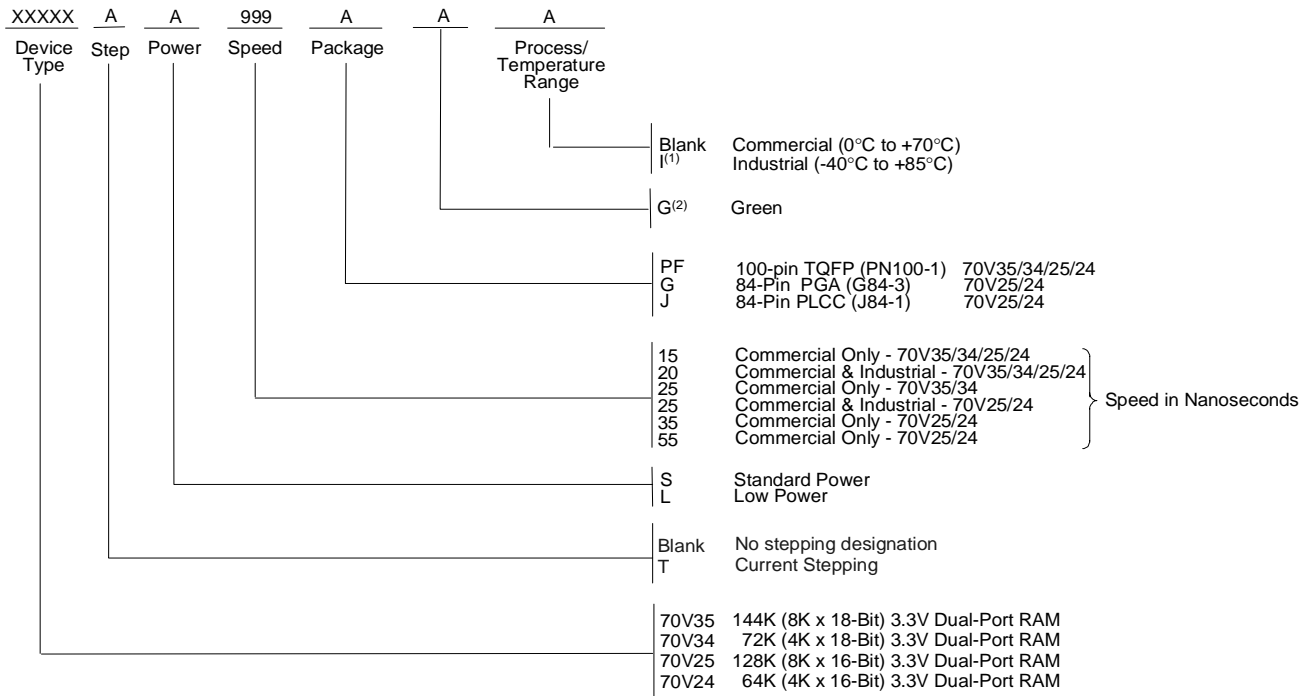 XXXXX A A 999 A A A
Device Type Step Power Speed Package Process/ Temperature Range
Blank Commercial (0°C to +70°C)
I(1) Industrial (-40°C to +85°C)
G(2) Green
PF 100-pin TQFP (PN100-1) 70V35/34/25/24
G 84-Pin PGA (G84-3) 70V25/24
J 84-Pin PLCC (J84-1) 70V25/24
15 Commercial Only - 70V35/34/25/24
20 Commercial & Industrial - 70V35/34/25/24
25 Commercial Only - 70V35/34
25 Commercial & Industrial - 70V25/24
35 Commercial Only - 70V25/24
55 Commercial Only - 70V25/24
Speed in Nanoseconds
S Standard Power
L Low Power
Blank No stepping designation
T Current Stepping
70V35 144K (8K x 18-Bit) 3.3V Dual-Port RAM
70V34 72K (4K x 18-Bit) 3.3V Dual-Port RAM
70V25 128K (8K x 16-Bit) 3.3V Dual-Port RAM
70V24 64K (4K x 16-Bit) 3.3V Dual-Port RAM